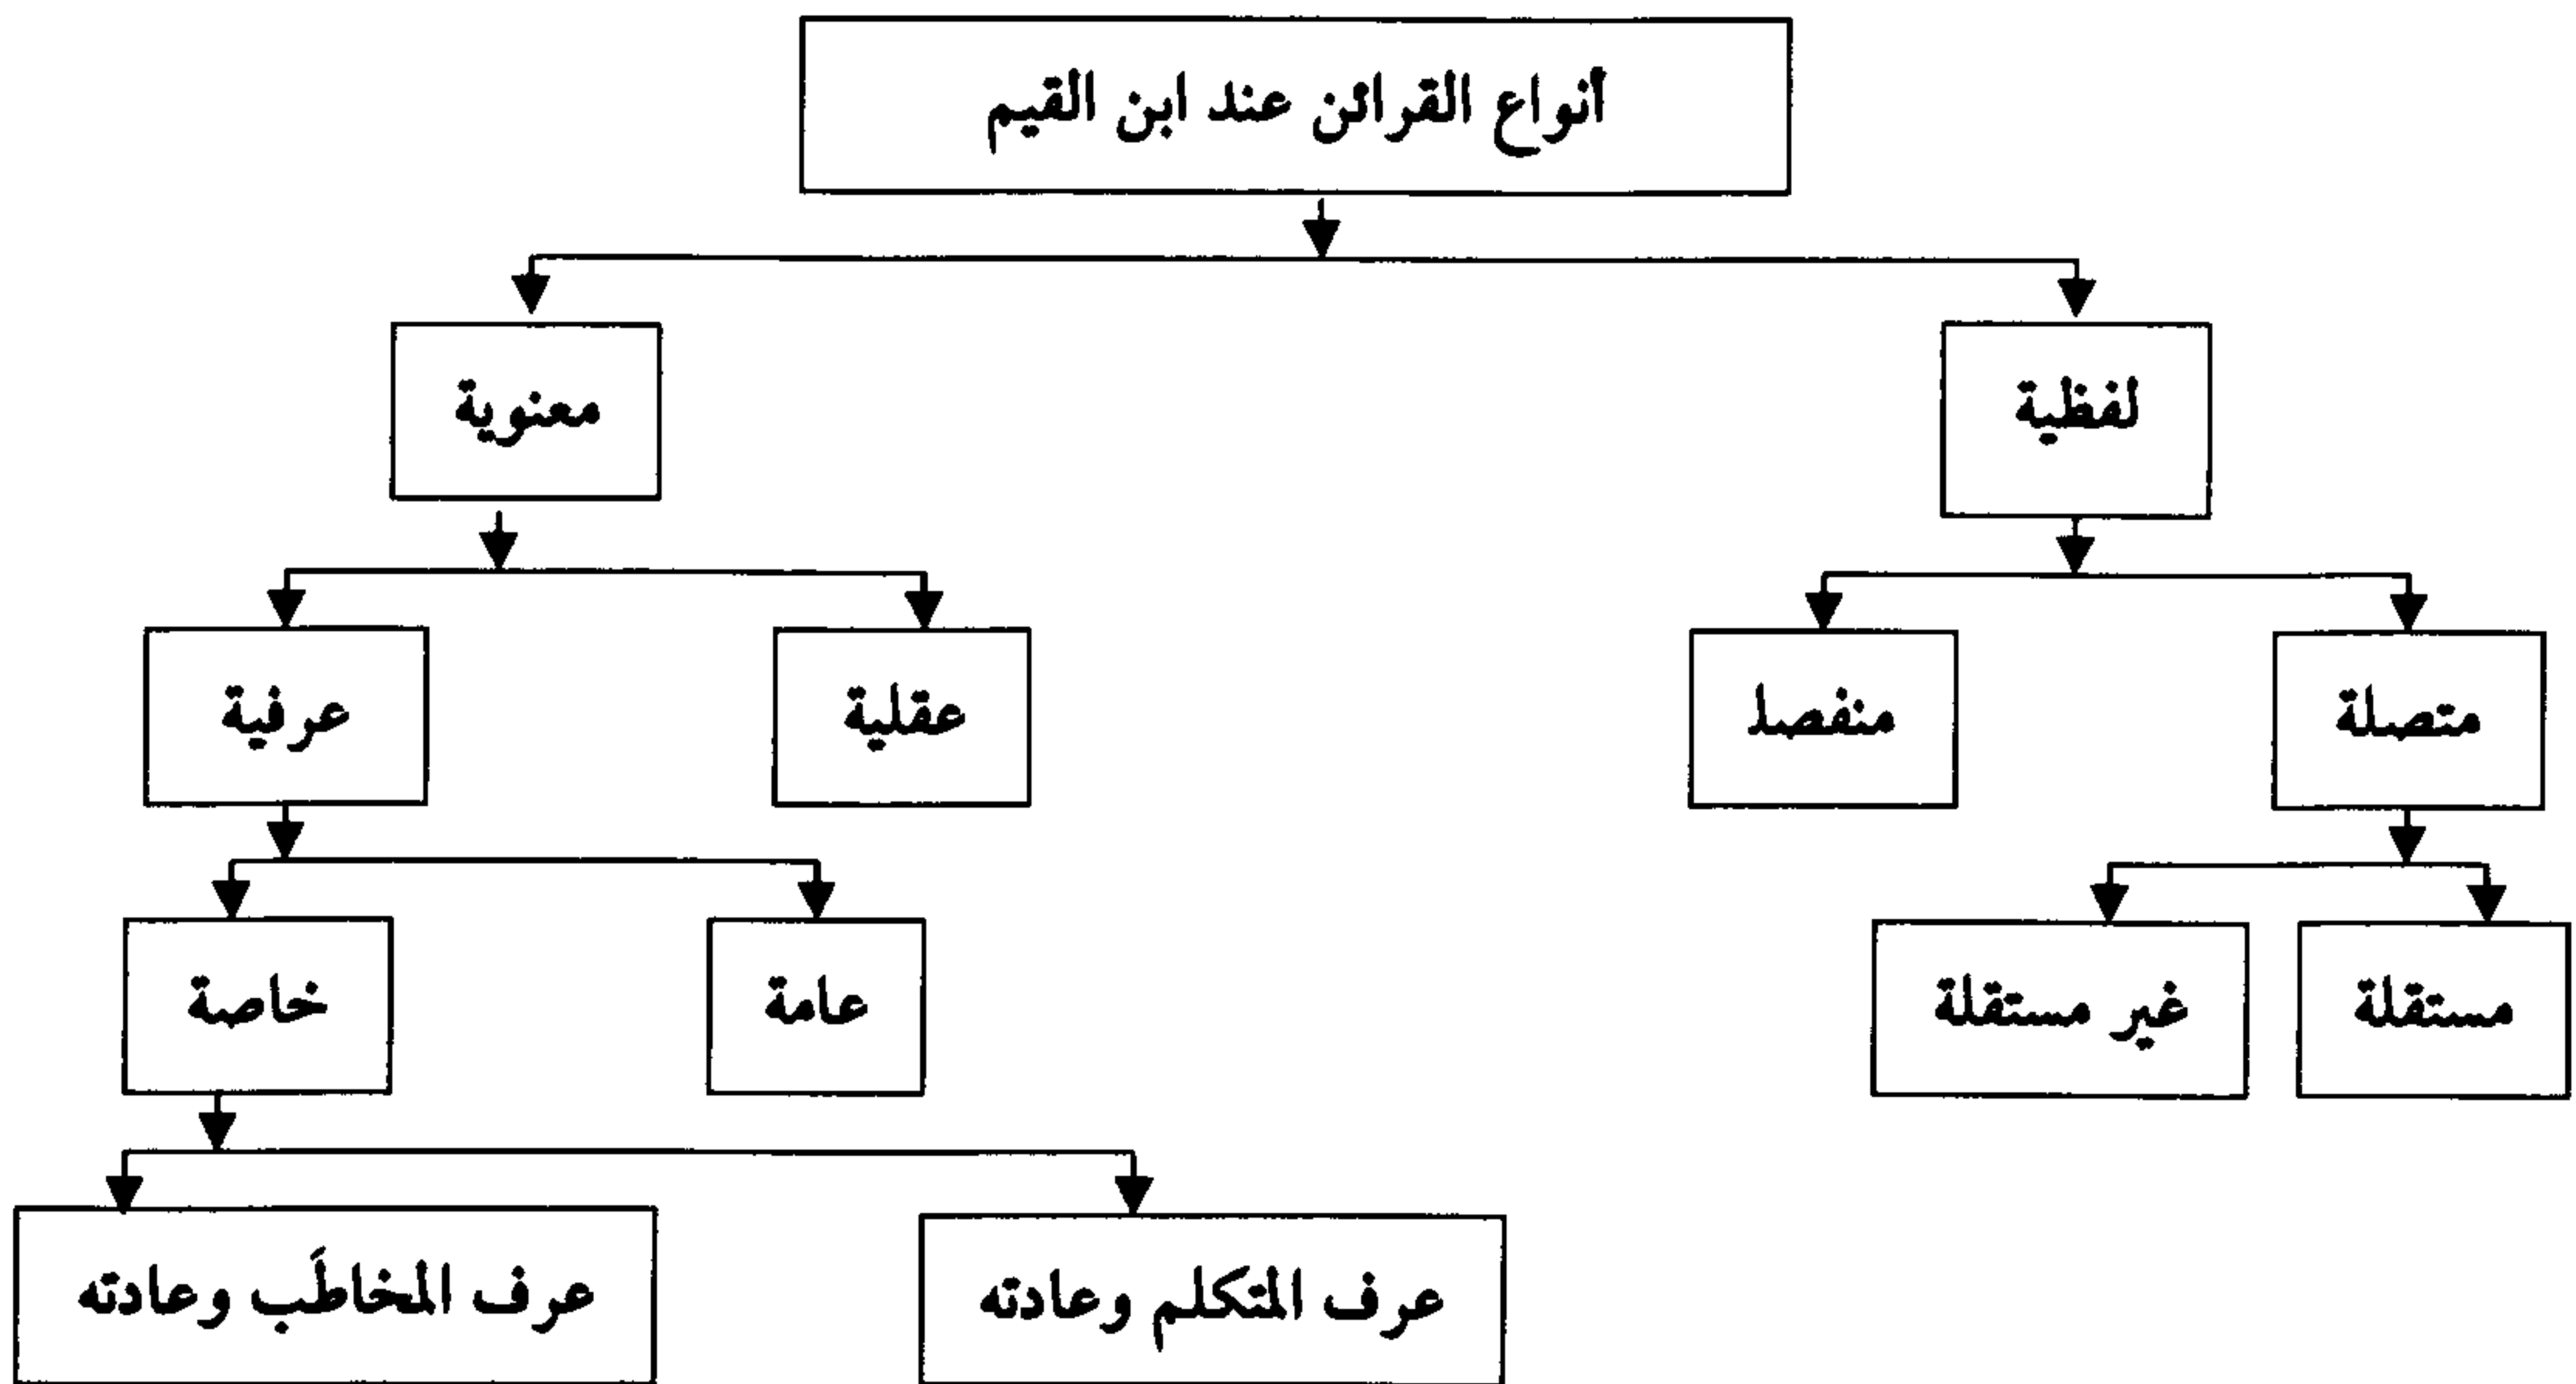 أنواع القرائن عند ابن القيم
لفظية
معنوية
متصلة
منفصلـ
عقلية
عرفية
مستقلة
غير مستقلة
عامة
خاصة
عرف المتكلم وعادته
عرف المخاطَب وعادته